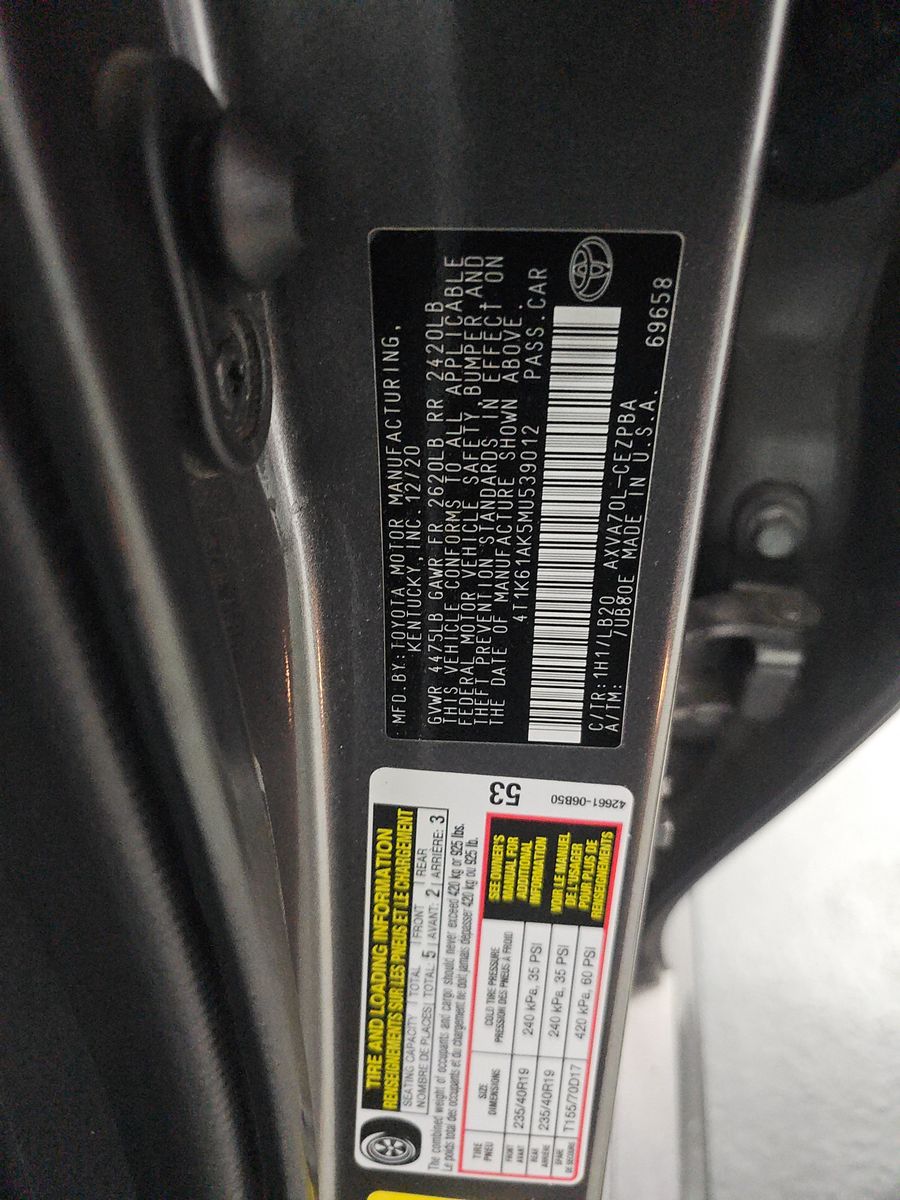 MFD.BY:TOYOTA MOTOR MANUFACTURING,
KENTUCKY, INC. 12/20
GVWR 4475LB GAWR FR 2620LB RR 2420LB
THIS VEHICLE CONFORMS TO ALL APPLICABLE
FEDERAL MOTOR VEHICLE SAFETY, BUMPER AND
THEFT PREVENTION STANDARDS IN EFFECT ON
THE DATE OF MANUFACTURE SHOWN ABOVE.
4T1K61AK5MU539012 PASS.CAR
C/TR:1H1/LB20 AXVA70L-CEZPBA
A/TM: /UB80E MADE IN U.S.A.
69658
TIRE AND LOADING INFORMATION
RENSEIGNEMENTS SUR LES PNEUS ET LE CHARGEMENT
SEATING CAPACITY | TOTAL | FRONT | REAR
NOMBRE DE PLACES | TOTAL: 5 | AVANT: 2 | ARRIÈRE: 3
The combined weight of occupants and cargo should never exceed 420 kg or 925 lbs.
Le poids total des occupants et du chargement ne doit jamais dépasser 420 kg ou 925 lb.
53
42661-06B50
TIRE SIZE COLD TIRE PRESSURE
PNEU DIMENSIONS PRESSION DES PNEUS À FROID
FRONT
AVANT 235/40R19 240 kPa, 35 PSI
REAR
ARRIÈRE 235/40R19 240 kPa, 35 PSI
SPARE
DE SECOURS T155/70D17 420 kPa, 60 PSI
SEE OWNER'S
MANUAL FOR
ADDITIONAL
INFORMATION
VOIR LE MANUEL
DE L'USAGER
POUR PLUS DE
RENSEIGNEMENTS